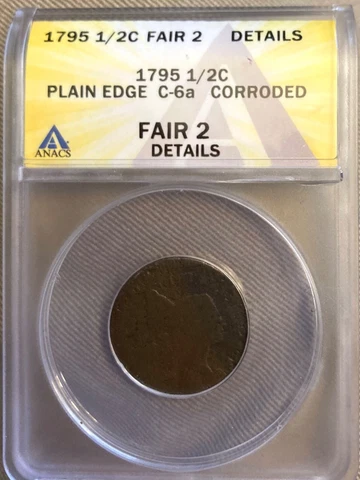 1795 1/2C FAIR 2 DETAILS
1795 1/2C
PLAIN EDGE C-6a CORRODED
ANACS
FAIR 2
DETAILS